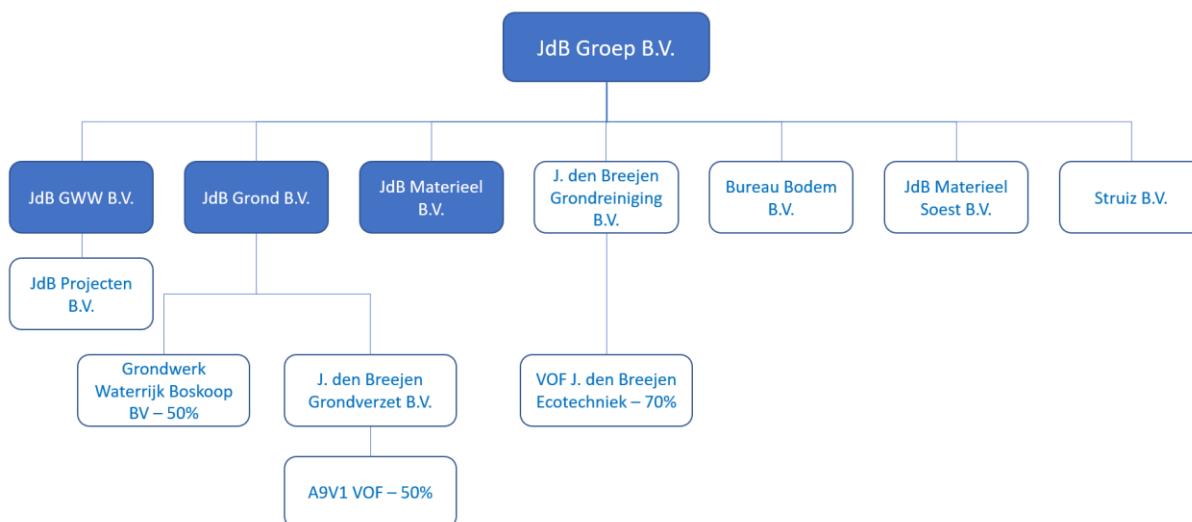 JdB Groep B.V.
JdB GWW B.V.
JdB Grond B.V.
JdB Materieel
B.V.
J. den Breejen
Grondreiniging
B.V.
Bureau Bodem
B.V.
JdB Materieel
Soest B.V.
Struiz B.V.
JdB Projecten
B.V.
Grondwerk
Waterrijk Boskoop
BV – 50%
J. den Breejen
Grondverzet B.V.
VOF J. den Breejen
Ecotechniek – 70%
A9V1 VOF – 50%